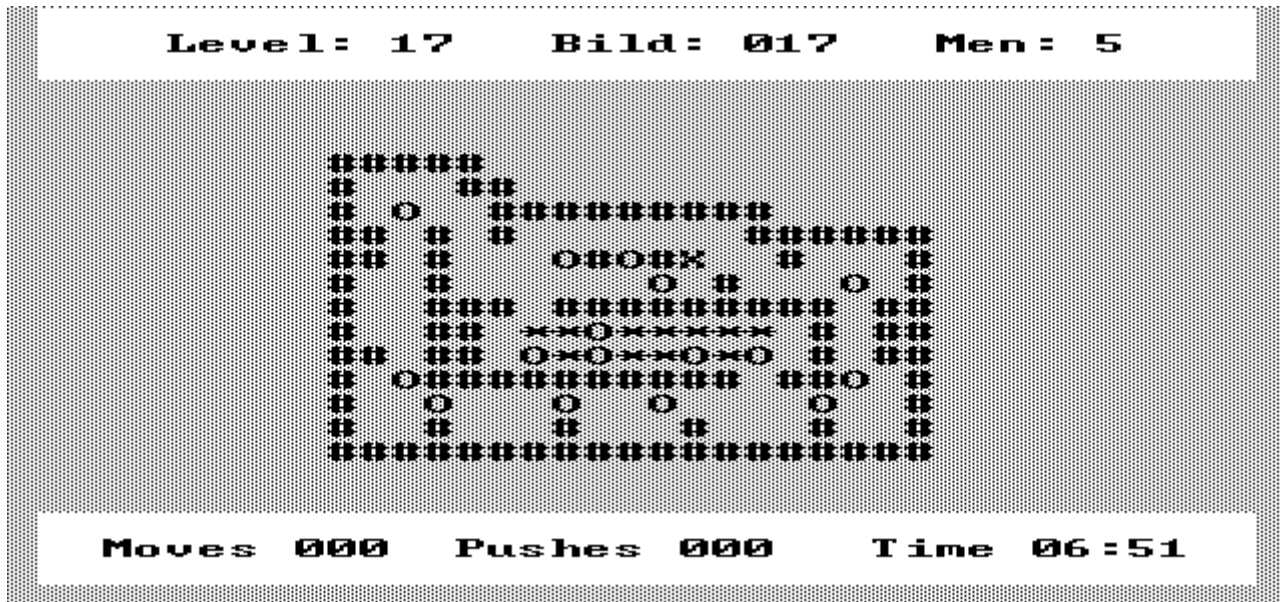 Level: 17 Bild: 017 Men: 5
#####
#   ##
# O  #########
## # #       ######
## #   O#O#X  #   #
#  #      O #   O #
#  ### ######### ##
#  ## **O***** # ##
## ## O*O**O*O # ##
# O########## ##O #
#  O   O  O    O  #
#  #   #   #   #  #
###################
Moves 000 Pushes 000 Time 06:51